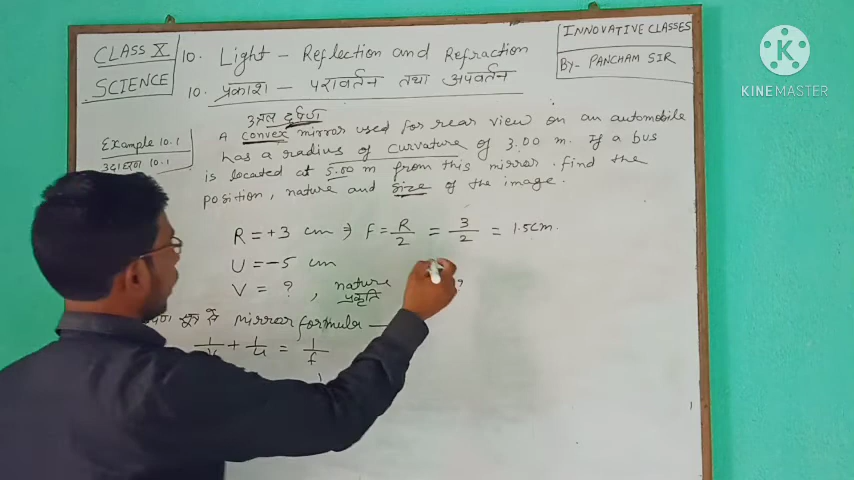 CLASS X
SCIENCE
10. Light - Reflection and Refraction
10. प्रकाश - परावर्तन तथा अपवर्तन
INNOVATIVE CLASSES
By- PANCHAM SIR
K
KINEMASTER
Example 10.1
उदाहरण 10.1
उत्तल दर्पण
A convex mirror used for rear view on an automobile
has a radius of curvature of 3.00 m. If a bus
is located at 5.00 m from this mirror. find the
position, nature and size of the image.
R = +3 cm ⇒ f = R/2 = 3/2 = 1.5cm.
U = -5 cm
V = ? , nature
प्रकृति
सूत्र से mirror formula —
1/V + 1/u = 1/f